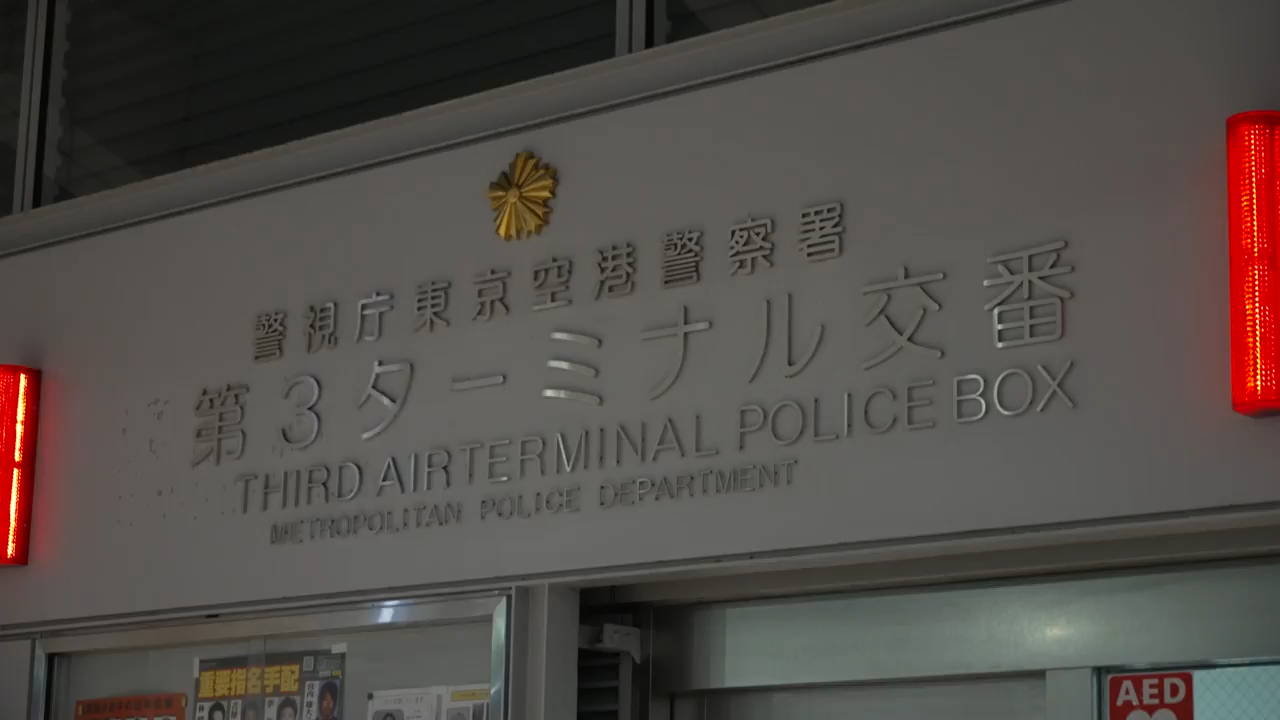 警視庁東京空港警察署
第3ターミナル交番
THIRD AIRTERMINAL POLICE BOX
METROPOLITAN POLICE DEPARTMENT
重要指名手配
AED